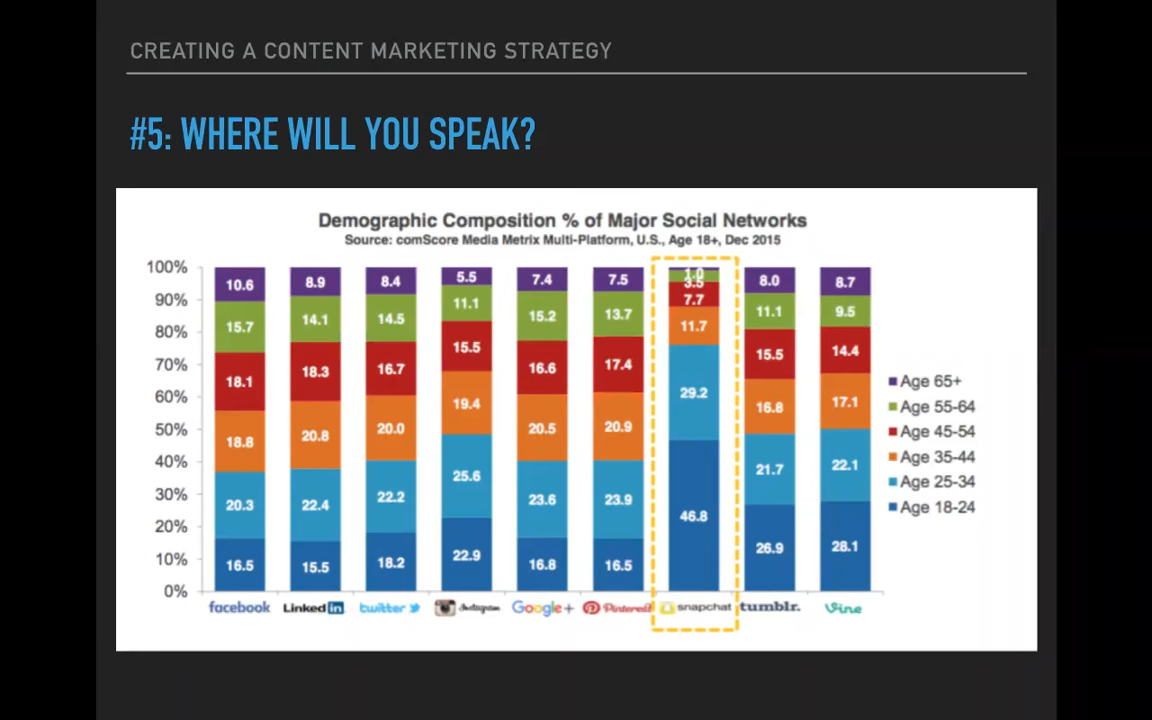 CREATING A CONTENT MARKETING STRATEGY
#5: WHERE WILL YOU SPEAK?
Demographic Composition % of Major Social Networks
Source: comScore Media Metrix Multi-Platform, U.S., Age 18+, Dec 2015
100% 10.6 8.9 8.4 5.5 7.4 7.5 1.0 8.0 8.7
90% 15.7 14.1 14.5 11.1 15.2 13.7 3.5 11.1 9.5
80% 18.1 18.3 16.7 15.5 16.6 17.4 7.7 15.5 14.4
70% 18.8 20.8 20.0 19.4 20.5 20.9 11.7 16.8 17.1
60% 20.3 22.4 22.2 25.6 23.6 23.9 29.2 21.7 22.1
50% 16.5 15.5 18.2 22.9 16.8 16.5 46.8 26.9 28.1
40%
30%
20%
10%
0%
facebook LinkedIn twitter Instagram Google+ Pinterest snapchat tumblr. Vine
Age 65+
Age 55-64
Age 45-54
Age 35-44
Age 25-34
Age 18-24